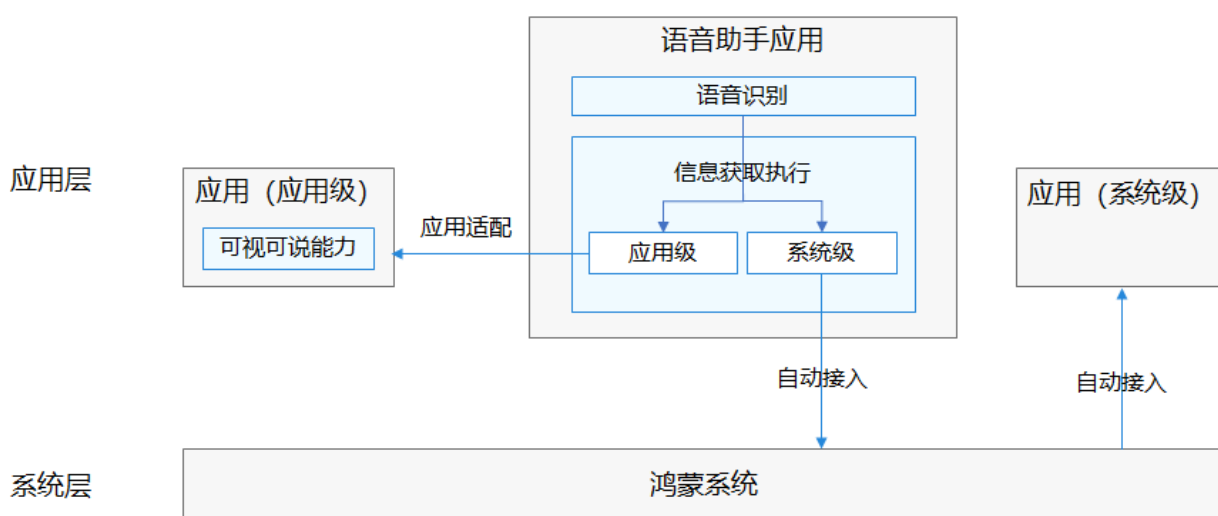 语音助手应用
语音识别
应用层
信息获取执行
应用（应用级）
应用（系统级）
可视可说能力
应用适配
应用级
系统级
自动接入
自动接入
系统层
鸿蒙系统